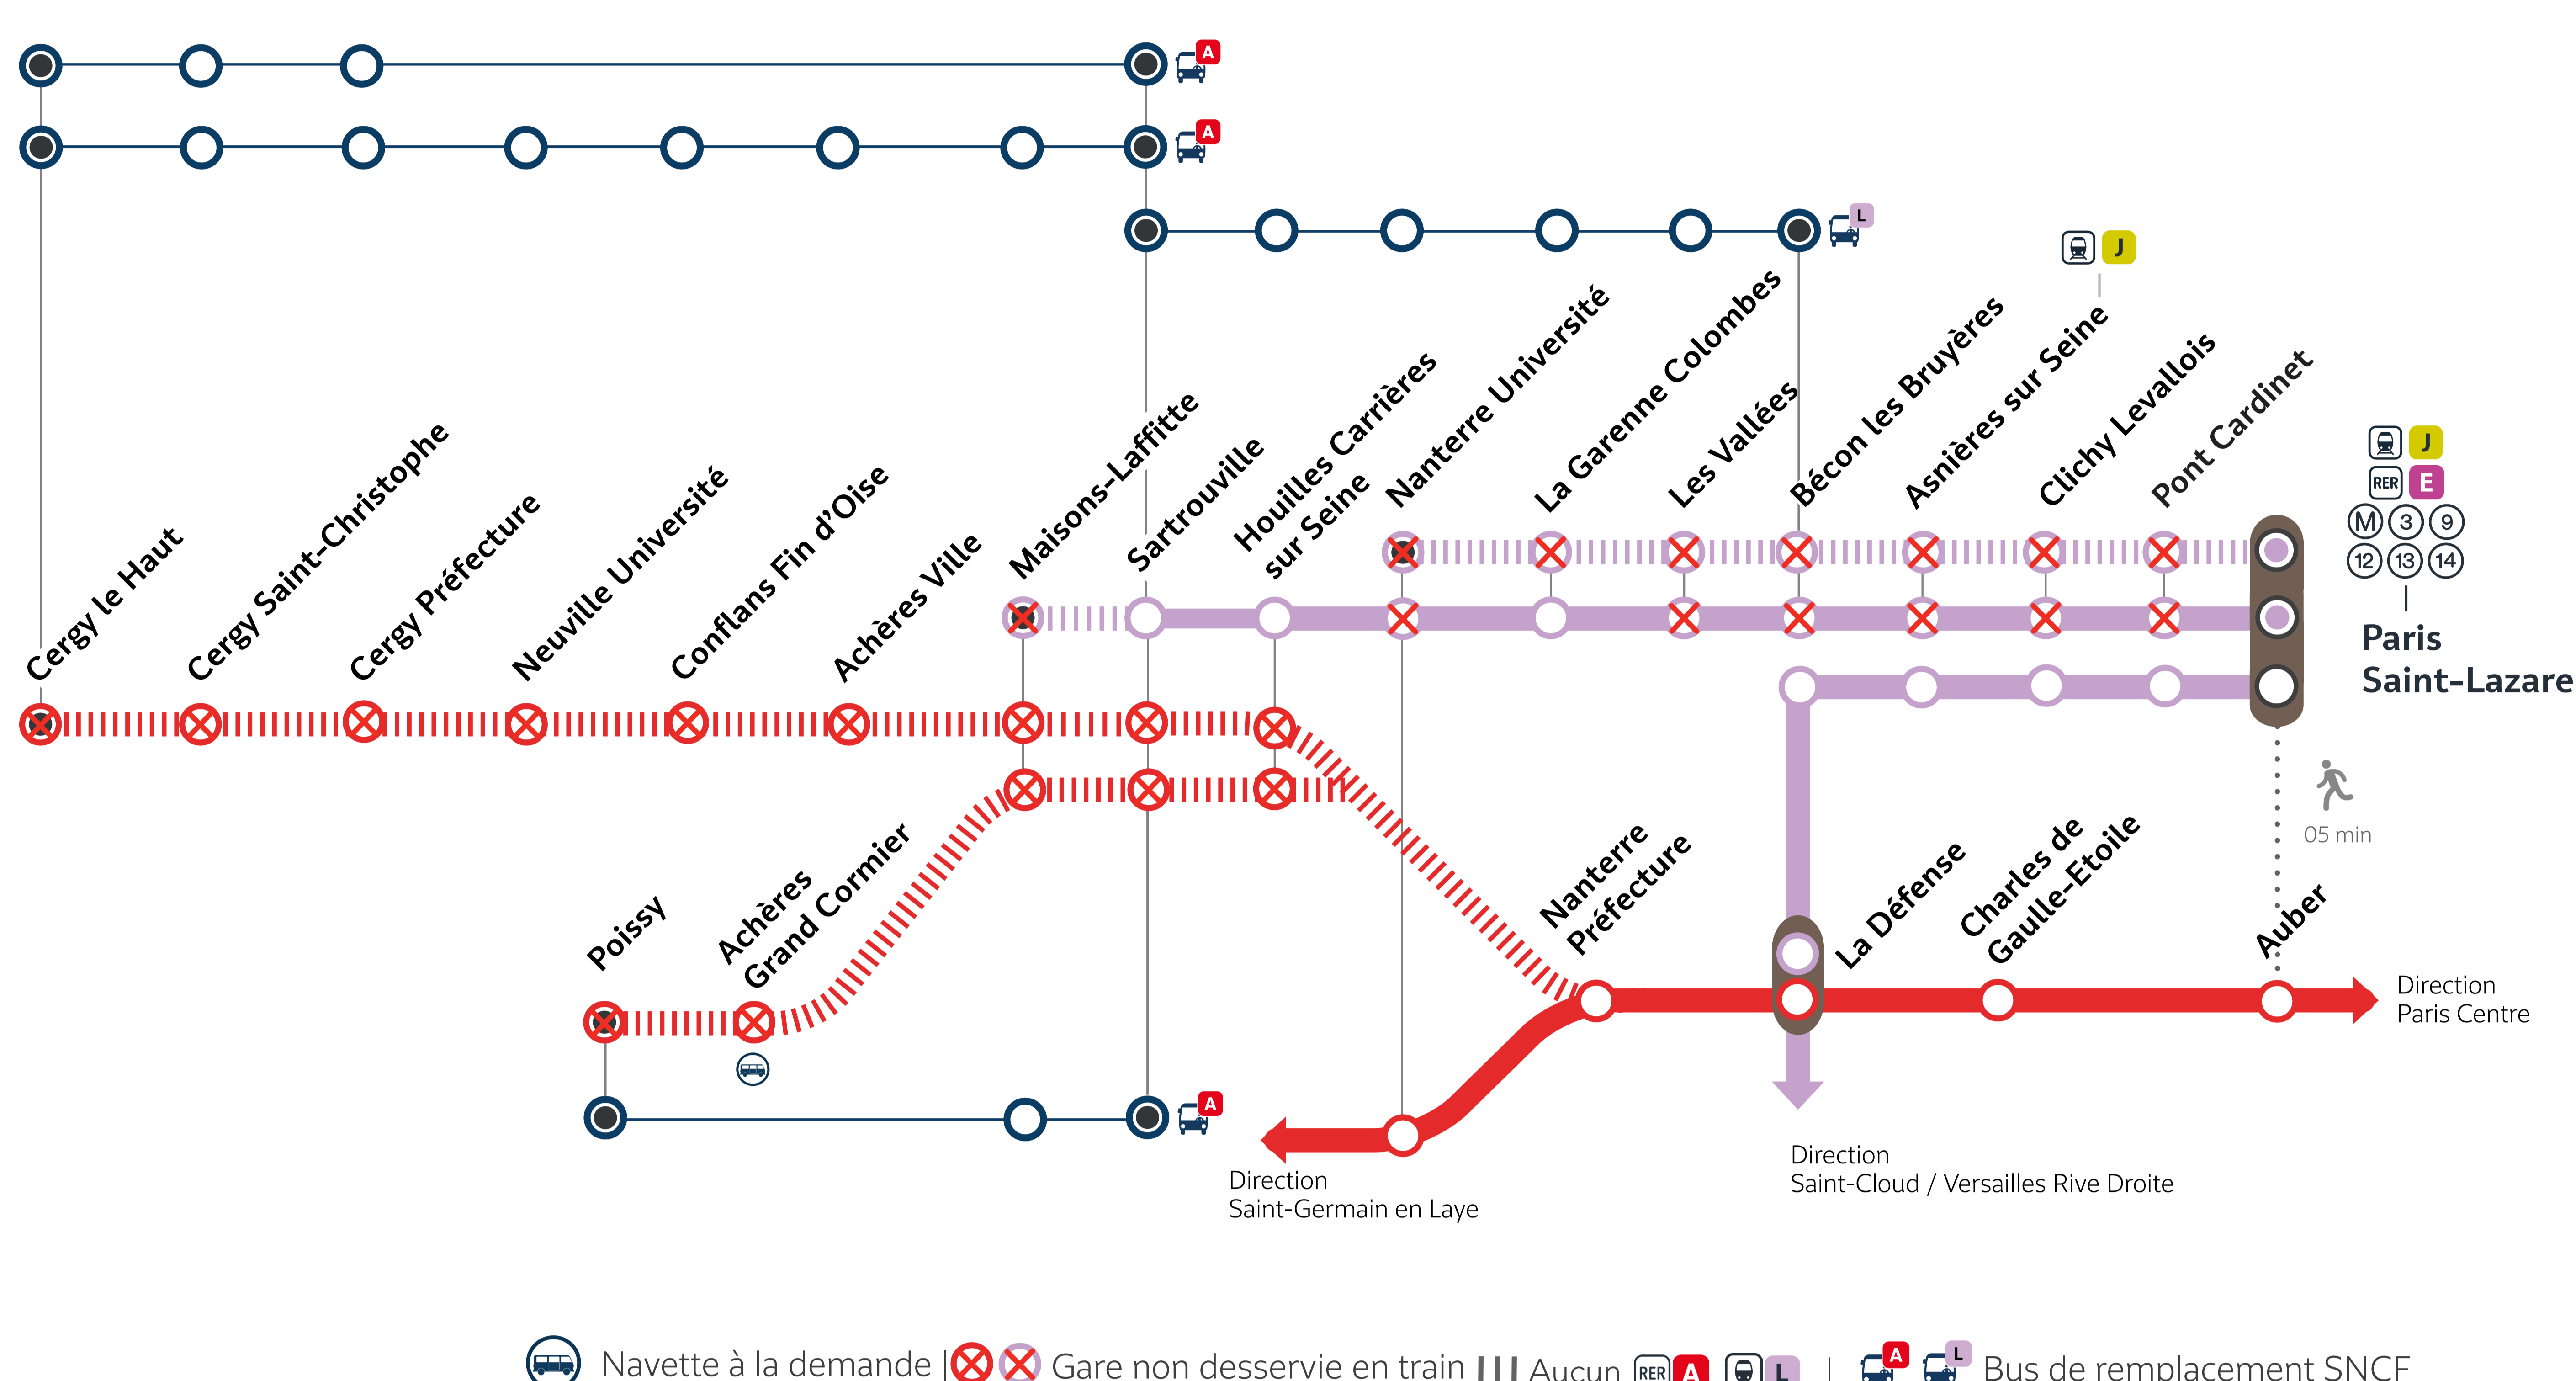 A
A
L
J
Cergy le Haut
Cergy Saint-Christophe
Cergy Préfecture
Neuville Université
Conflans Fin d’Oise
Achères Ville
Maisons-Laffitte
Sartrouville
Houilles Carrières
sur Seine
Nanterre Université
La Garenne Colombes
Les Vallées
Bécon les Bruyères
Asnières sur Seine
Clichy Levallois
Pont Cardinet
J
RER E
M 3 9
12 13 14
Paris
Saint-Lazare
05 min
Poissy
Achères
Grand Cormier
Nanterre
Préfecture
La Défense
Charles de
Gaulle-Etoile
Auber
Direction
Paris Centre
A
Direction
Saint-Germain en Laye
Direction
Saint-Cloud / Versailles Rive Droite
Navette à la demande | Gare non desservie en train Aucun RER A L | A L Bus de remplacement SNCF